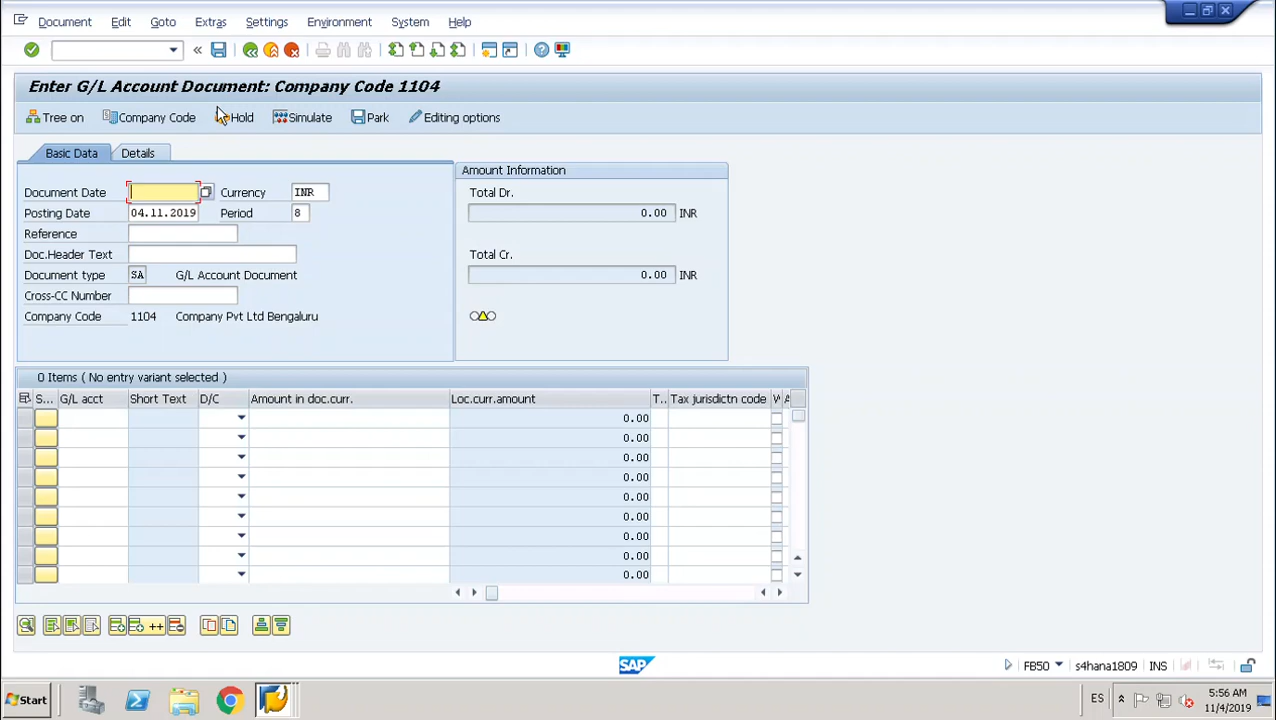 Document Edit Goto Extras Settings Environment System Help
Enter G/L Account Document: Company Code 1104
Tree on Company Code Hold Simulate Park Editing options
Basic Data Details
Amount Information
Document Date Currency INR
Total Dr.
Posting Date 04.11.2019 Period 8
0.00 INR
Reference
Doc.Header Text
Total Cr.
Document type SA G/L Account Document
0.00 INR
Cross-CC Number
Company Code 1104 Company Pvt Ltd Bengaluru
0 Items ( No entry variant selected )
S... G/L acct Short Text D/C Amount in doc.curr. Loc.curr.amount T.. Tax jurisdictn code V A
0.00
0.00
0.00
0.00
0.00
0.00
0.00
0.00
0.00
SAP FB50 s4hana1809 INS
Start ES 5:56 AM
11/4/2019